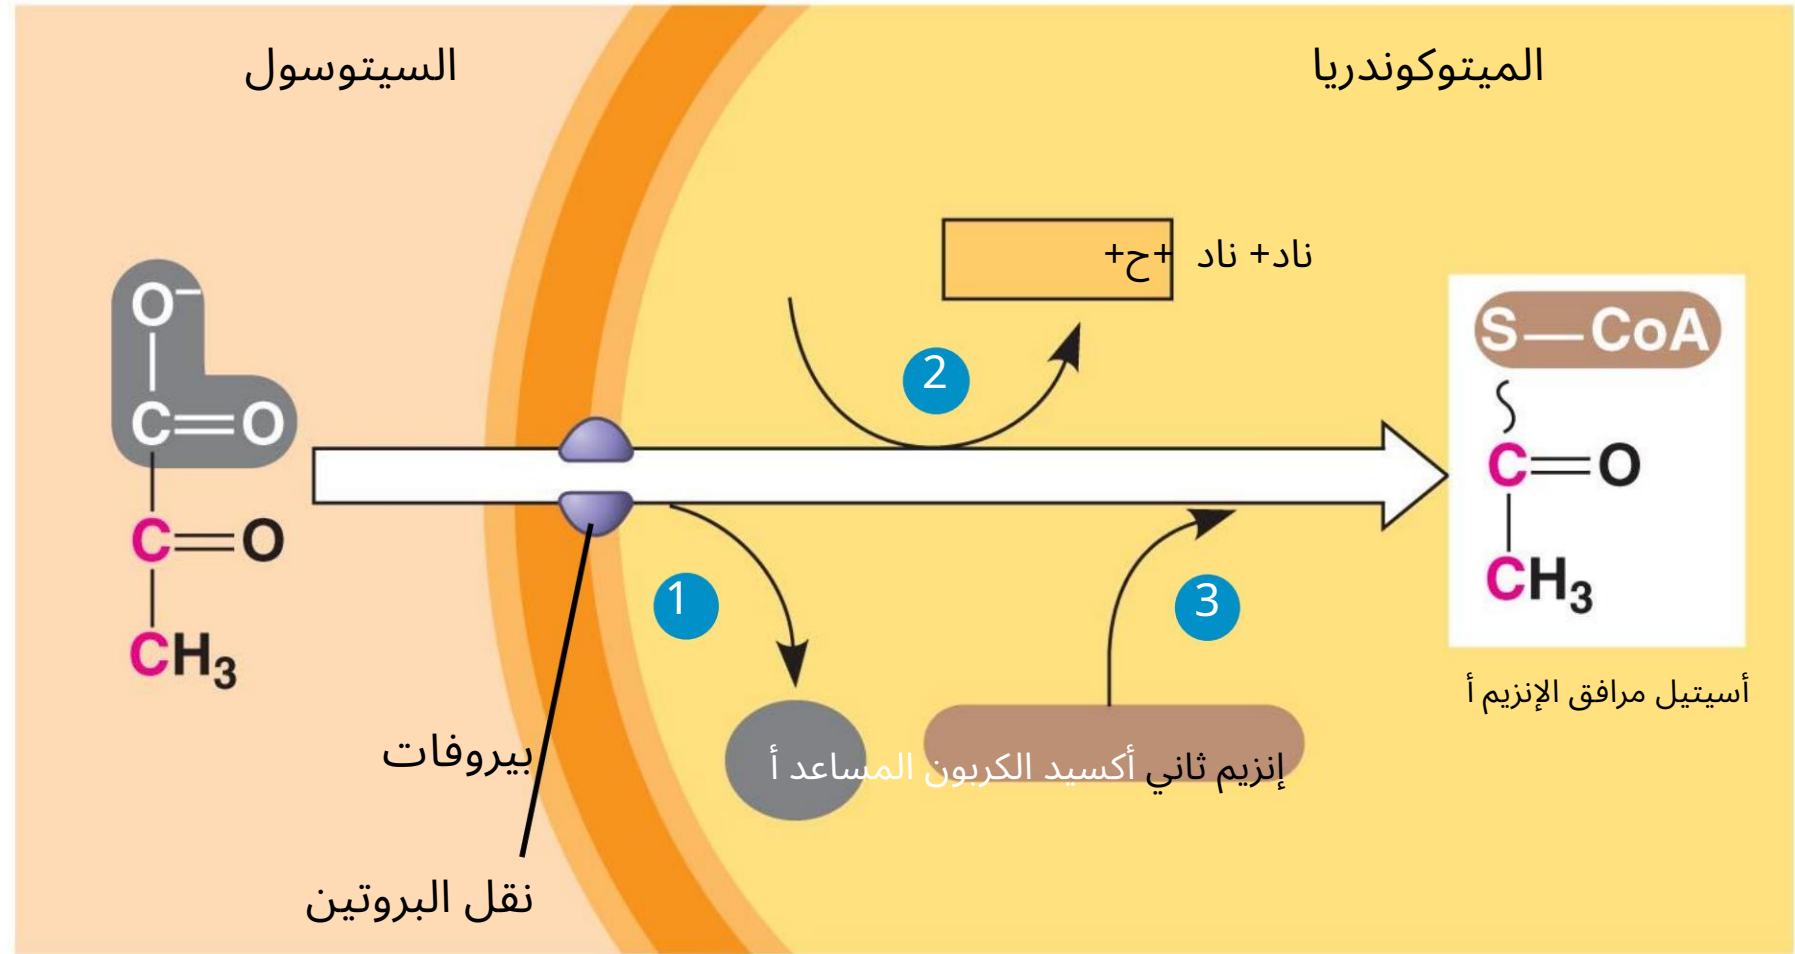 السيتوسول
الميتوكوندريا
ناد+ ناد +ح+
O−
C=O
C=O
CH3
S—CoA
C=O
CH3
2
1
3
أسيتيل مرافق الإنزيم أ
بيروفات
إنزيم ثاني أكسيد الكربون المساعد أ
نقل البروتين